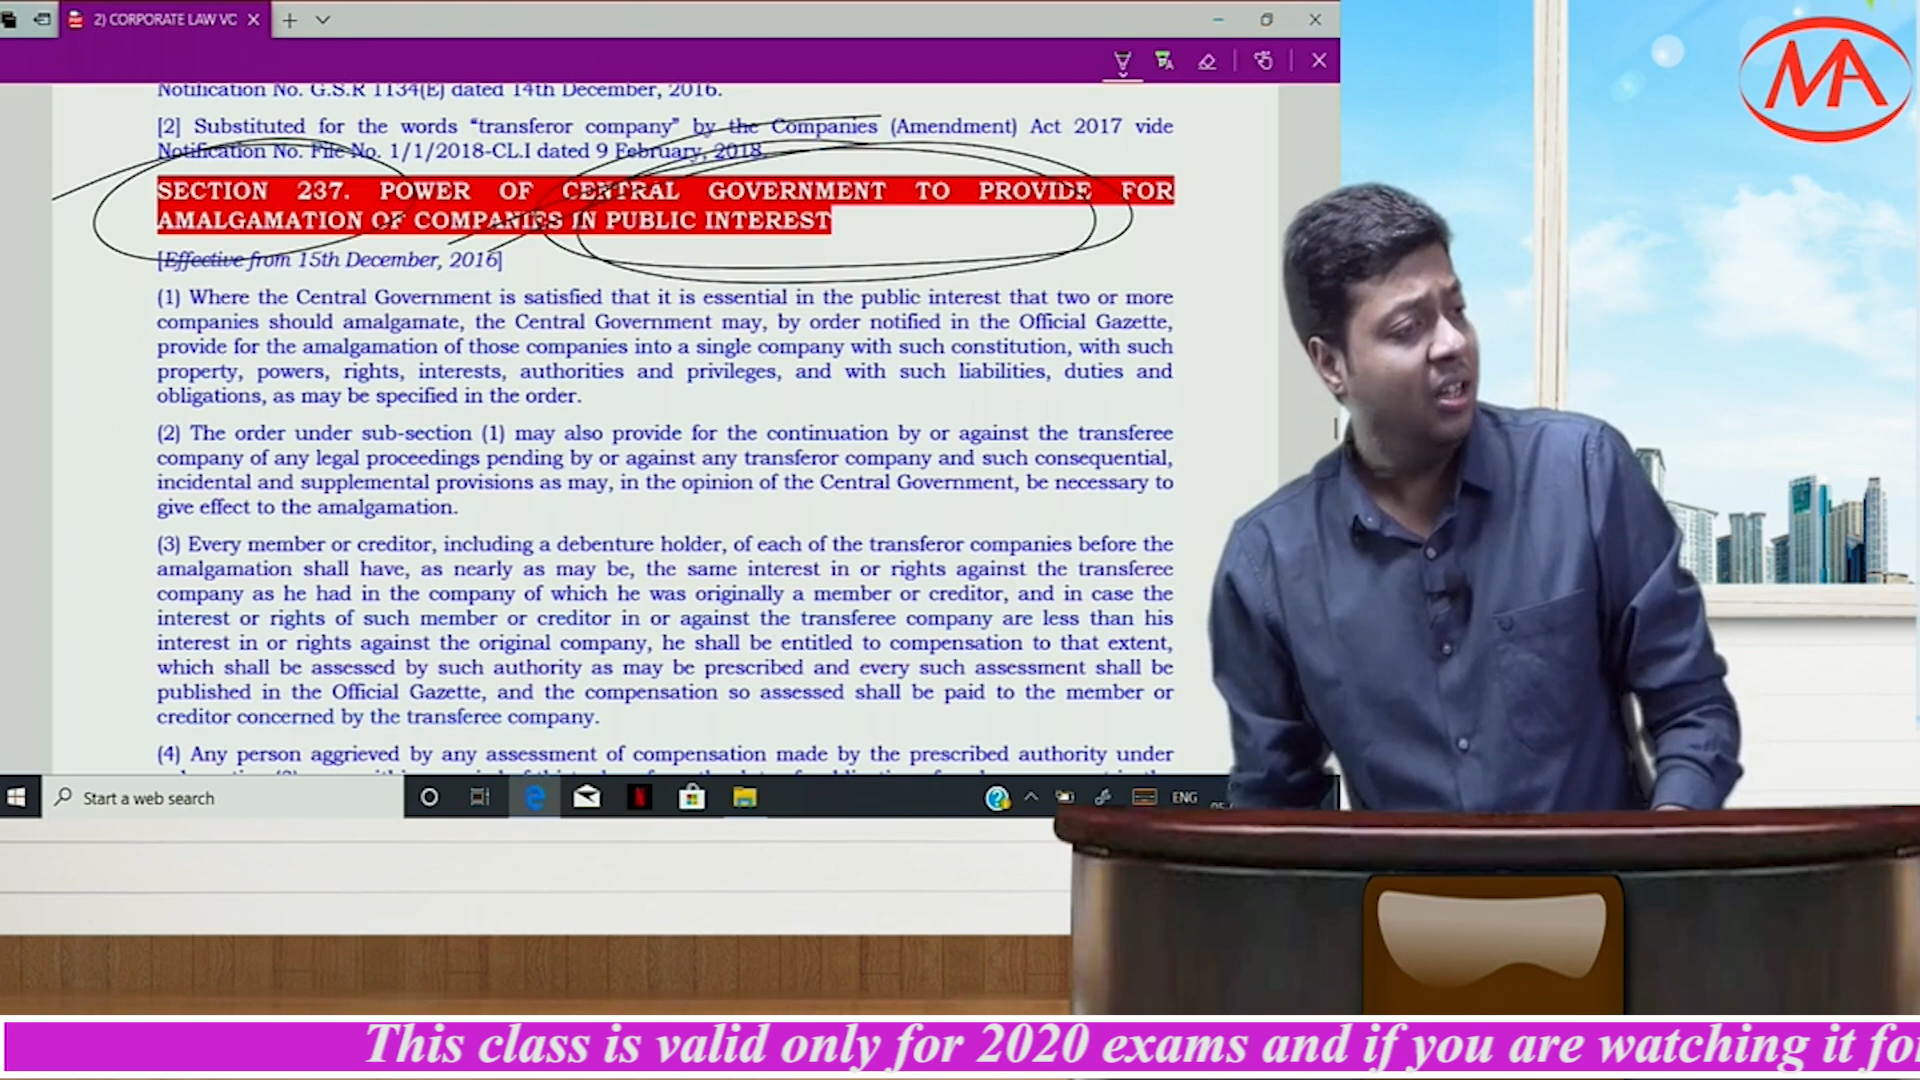 2) CORPORATE LAW VC
MA
Notification No. G.S.R 1134(E) dated 14th December, 2016.
[2] Substituted for the words “transferor company” by the Companies (Amendment) Act 2017 vide
Notification No. File No. 1/1/2018-CL.I dated 9 February, 2018.
SECTION 237. POWER OF CENTRAL GOVERNMENT TO PROVIDE FOR
AMALGAMATION OF COMPANIES IN PUBLIC INTEREST
[Effective from 15th December, 2016]
(1) Where the Central Government is satisfied that it is essential in the public interest that two or more
companies should amalgamate, the Central Government may, by order notified in the Official Gazette,
provide for the amalgamation of those companies into a single company with such constitution, with such
property, powers, rights, interests, authorities and privileges, and with such liabilities, duties and
obligations, as may be specified in the order.
(2) The order under sub-section (1) may also provide for the continuation by or against the transferee
company of any legal proceedings pending by or against any transferor company and such consequential,
incidental and supplemental provisions as may, in the opinion of the Central Government, be necessary to
give effect to the amalgamation.
(3) Every member or creditor, including a debenture holder, of each of the transferor companies before the
amalgamation shall have, as nearly as may be, the same interest in or rights against the transferee
company as he had in the company of which he was originally a member or creditor, and in case the
interest or rights of such member or creditor in or against the transferee company are less than his
interest in or rights against the original company, he shall be entitled to compensation to that extent,
which shall be assessed by such authority as may be prescribed and every such assessment shall be
published in the Official Gazette, and the compensation so assessed shall be paid to the member or
creditor concerned by the transferee company.
(4) Any person aggrieved by any assessment of compensation made by the prescribed authority under
Start a web search
ENG
This class is valid only for 2020 exams and if you are watching it for